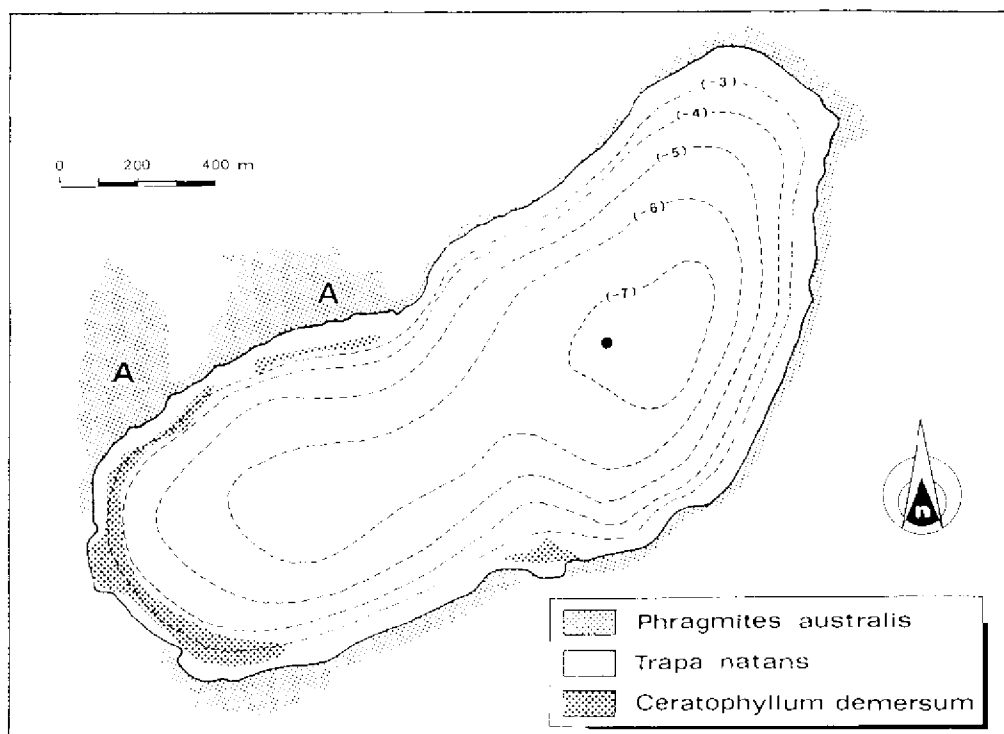 (-3)
(-4)
(-5)
(-6)
(-7)
0 200 400 m
A
A
n
Phragmites australis
Trapa natans
Ceratophyllum demersum